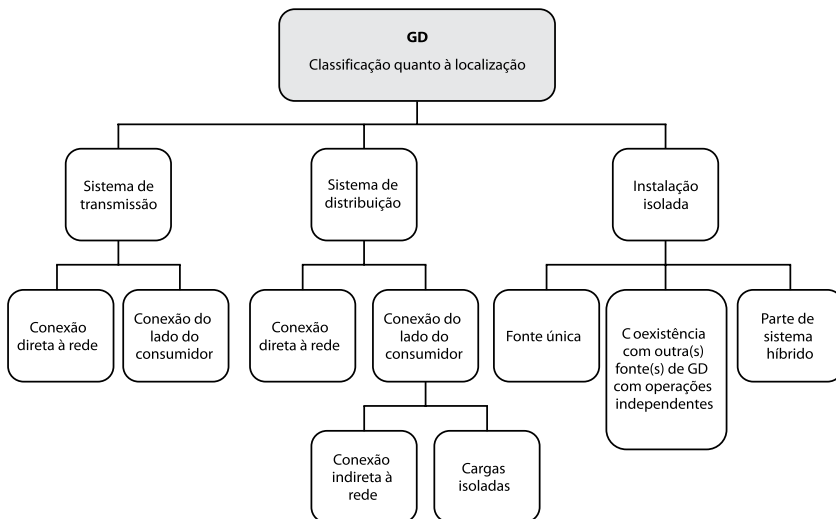 GD
Classificação quanto à localização
Sistema de
transmissão
Sistema de
distribuição
Instalação
isolada
Conexão
direta à rede
Conexão do
lado do
consumidor
Conexão
direta à rede
Conexão do
lado do
consumidor
Fonte única
C oexistência
com outra(s)
fonte(s) de GD
com operações
independentes
Parte de
sistema
híbrido
Conexão
indireta à
rede
Cargas
isoladas